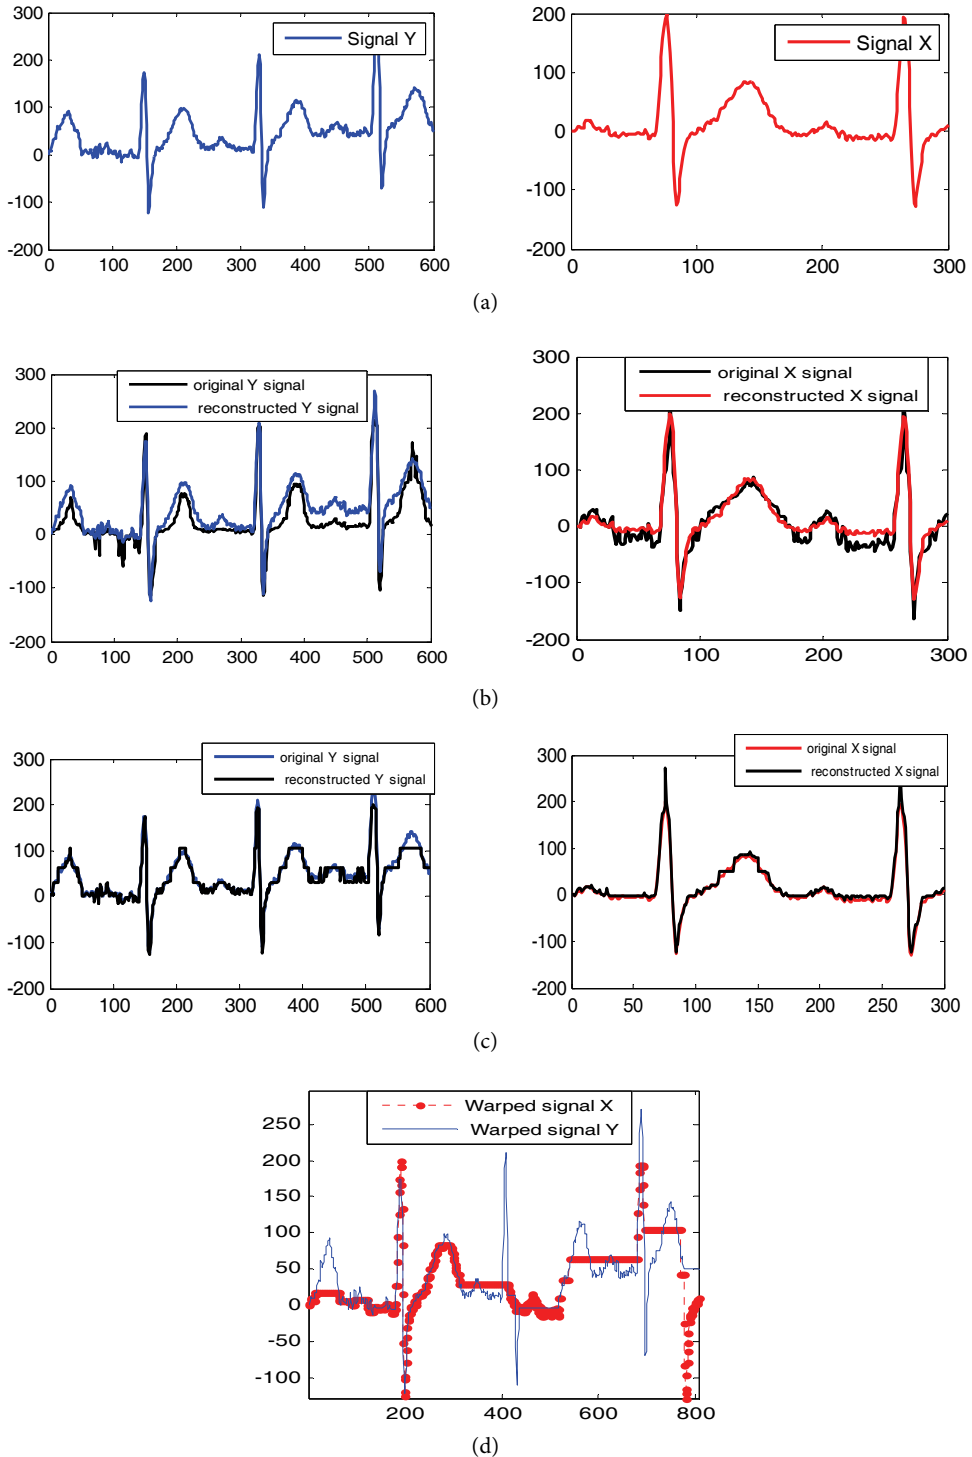 Signal Y
300
200
100
0
-100
-200
0 100 200 300 400 500 600
Signal X
200
100
0
-100
-200
0 100 200 300
(a)
original Y signal
reconstructed Y signal
300
200
100
0
-100
-200
0 100 200 300 400 500 600
original X signal
reconstructed X signal
300
200
100
0
-100
-200
0 100 200 300
(b)
original Y signal
reconstructed Y signal
300
200
100
0
-100
-200
0 100 200 300 400 500 600
original X signal
reconstructed X signal
300
200
100
0
-100
-200
0 50 100 150 200 250 300
(c)
Warped signal X
Warped signal Y
250
200
150
100
50
0
-50
-100
200 400 600 800
(d)